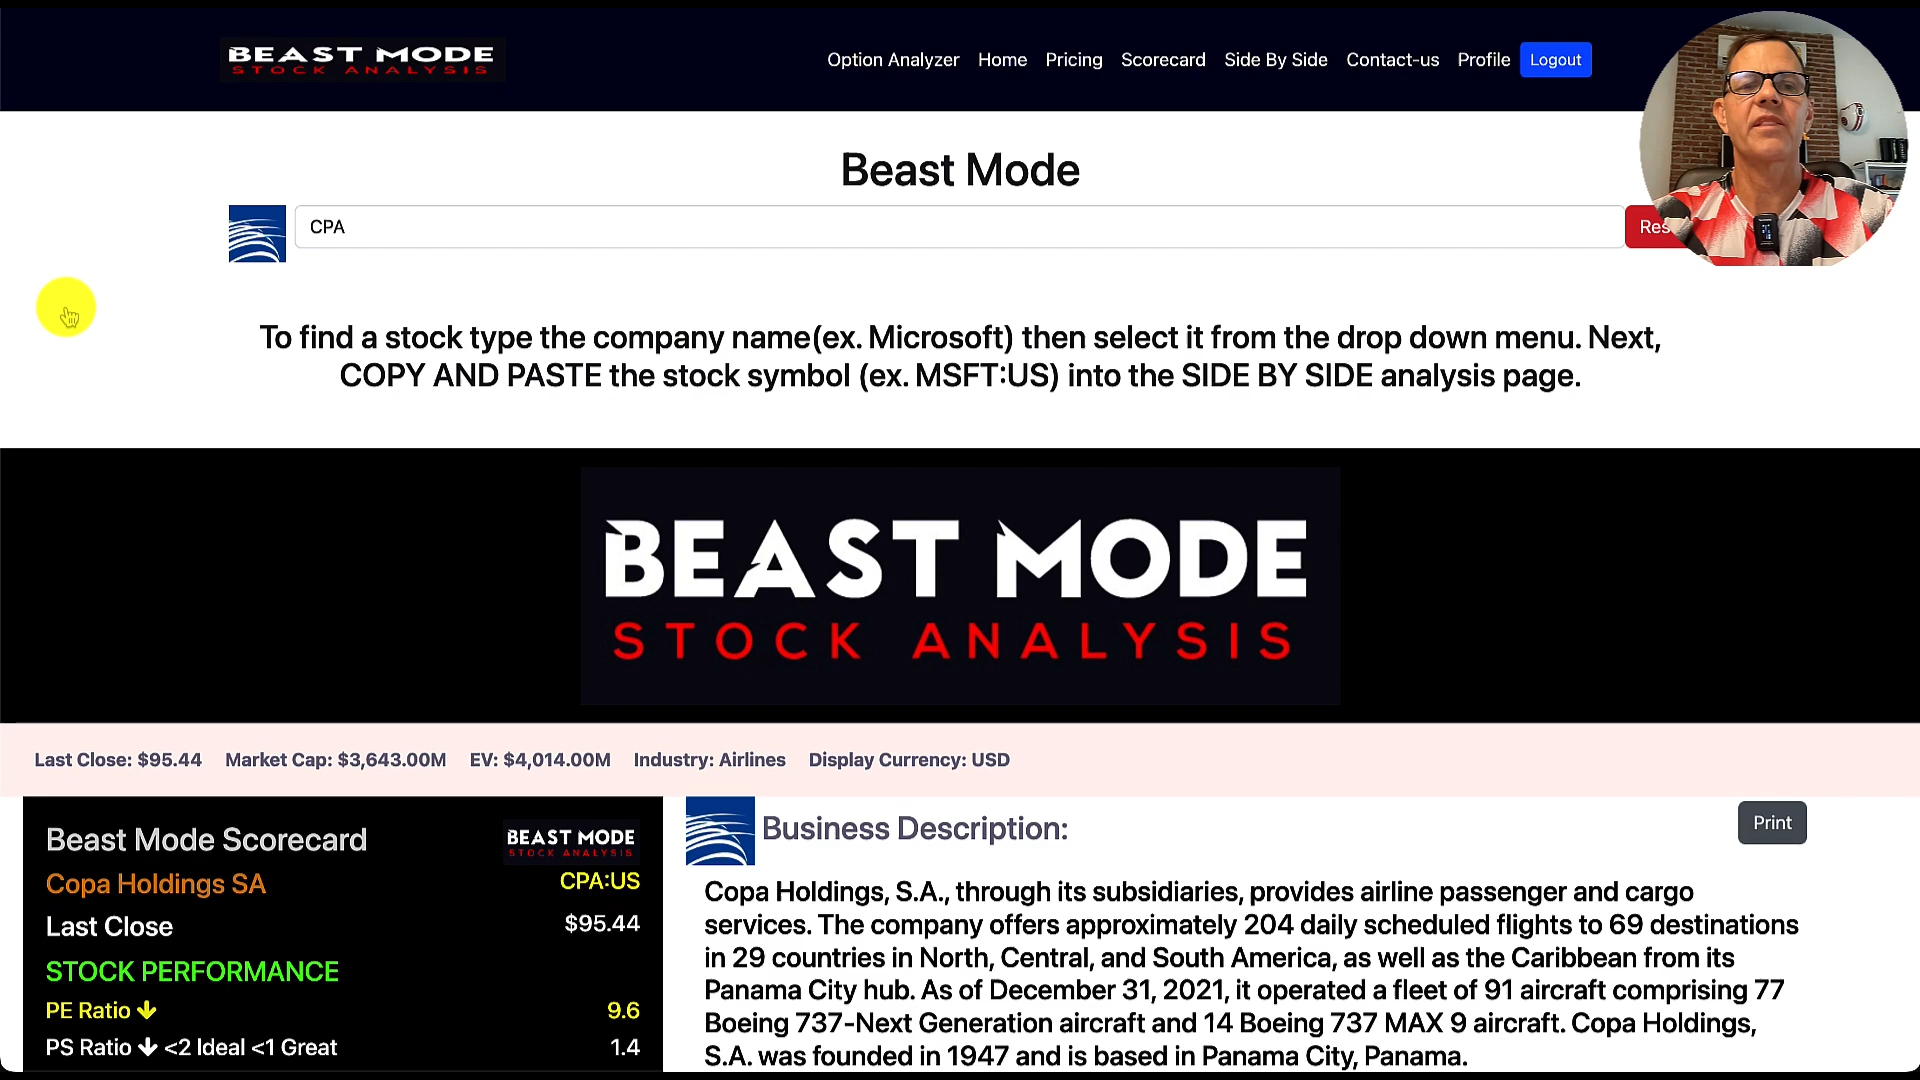 BEAST MODE
STOCK ANALYSIS
Option Analyzer Home Pricing Scorecard Side By Side Contact-us Profile Logout
Beast Mode
CPA
To find a stock type the company name(ex. Microsoft) then select it from the drop down menu. Next,
COPY AND PASTE the stock symbol (ex. MSFT:US) into the SIDE BY SIDE analysis page.
BEAST MODE
STOCK ANALYSIS
Last Close: $95.44 Market Cap: $3,643.00M EV: $4,014.00M Industry: Airlines Display Currency: USD
Beast Mode Scorecard
BEAST MODE
STOCK ANALYSIS
Copa Holdings SA CPA:US
Last Close $95.44
STOCK PERFORMANCE
PE Ratio ↓ 9.6
PS Ratio ↓ <2 Ideal <1 Great 1.4
Business Description:
Print
Copa Holdings, S.A., through its subsidiaries, provides airline passenger and cargo
services. The company offers approximately 204 daily scheduled flights to 69 destinations
in 29 countries in North, Central, and South America, as well as the Caribbean from its
Panama City hub. As of December 31, 2021, it operated a fleet of 91 aircraft comprising 77
Boeing 737-Next Generation aircraft and 14 Boeing 737 MAX 9 aircraft. Copa Holdings,
S.A. was founded in 1947 and is based in Panama City, Panama.